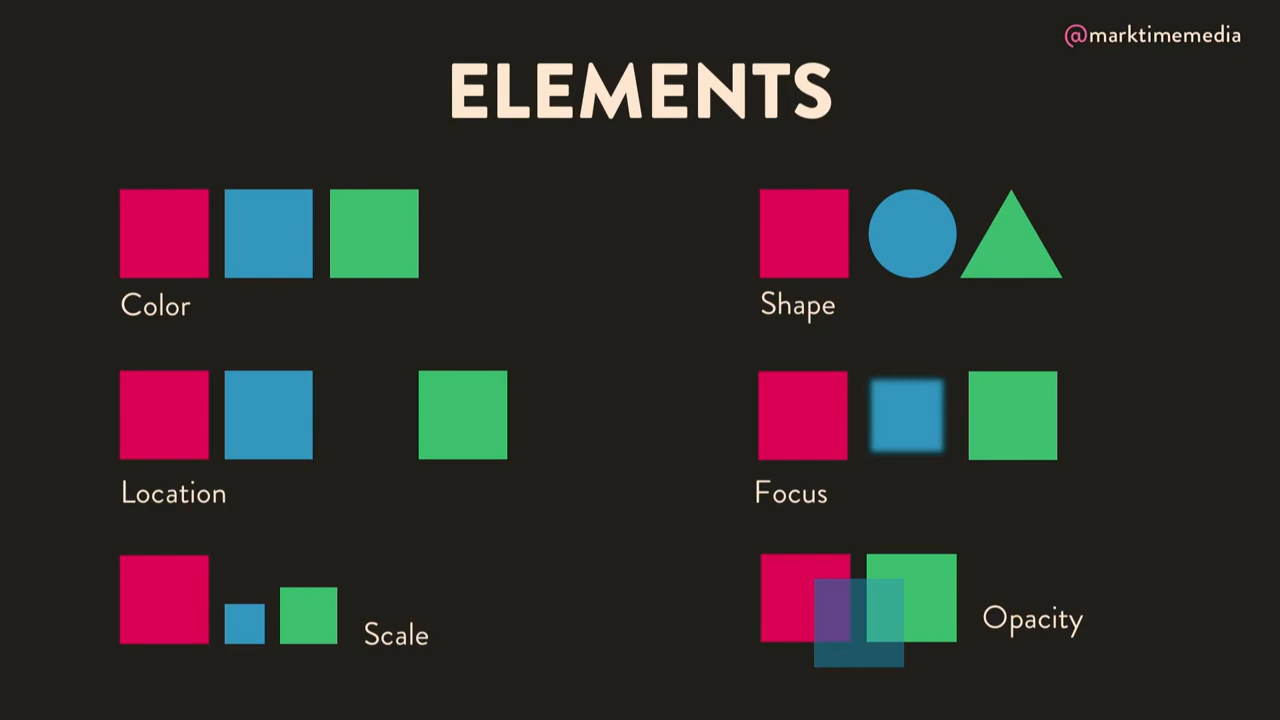 @marktimemedia
ELEMENTS
Color
Shape
Location
Focus
Scale
Opacity